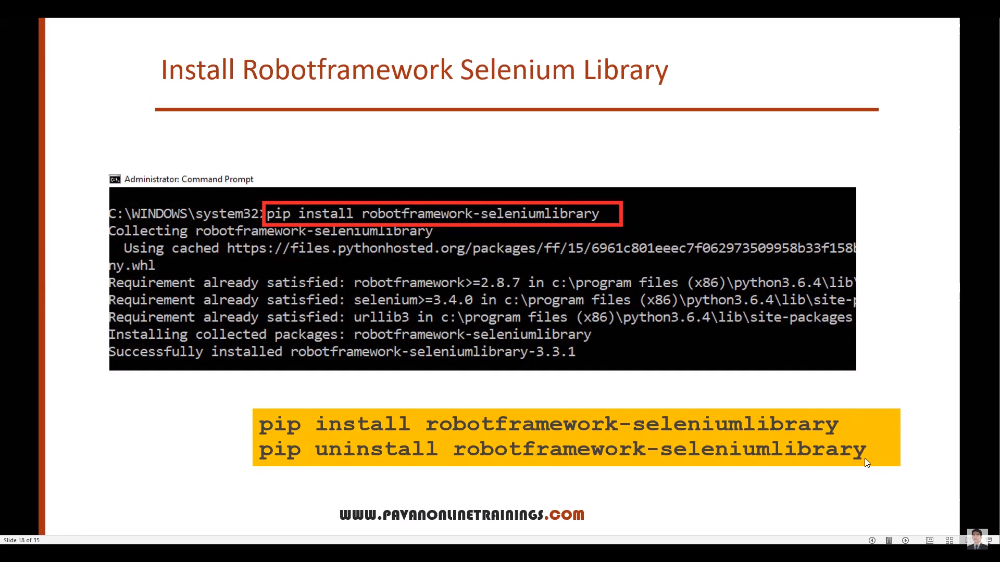 Install Robotframework Selenium Library
Administrator: Command Prompt
C:\WINDOWS\system32>pip install robotframework-seleniumlibrary
Collecting robotframework-seleniumlibrary
Using cached https://files.pythonhosted.org/packages/ff/15/6961c801eeec7f062973509958b33f158b
ny.whl
Requirement already satisfied: robotframework>=2.8.7 in c:\program files (x86)\python3.6.4\lib\
Requirement already satisfied: selenium>=3.4.0 in c:\program files (x86)\python3.6.4\lib\site-p
Requirement already satisfied: urllib3 in c:\program files (x86)\python3.6.4\lib\site-packages
Installing collected packages: robotframework-seleniumlibrary
Successfully installed robotframework-seleniumlibrary-3.3.1
pip install robotframework-seleniumlibrary
pip uninstall robotframework-seleniumlibrary
WWW.PAVANONLINETRAININGS.COM
Slide 18 of 35